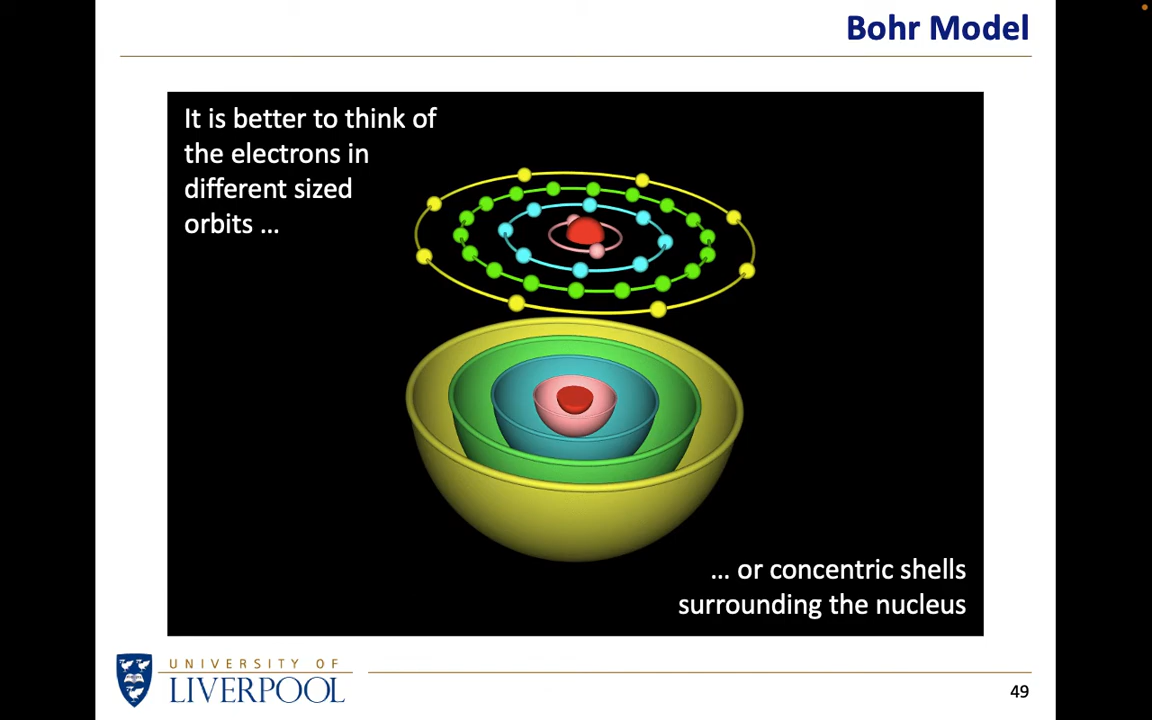 Bohr Model
It is better to think of
the electrons in
different sized
orbits ...
... or concentric shells
surrounding the nucleus
UNIVERSITY OF
LIVERPOOL
49